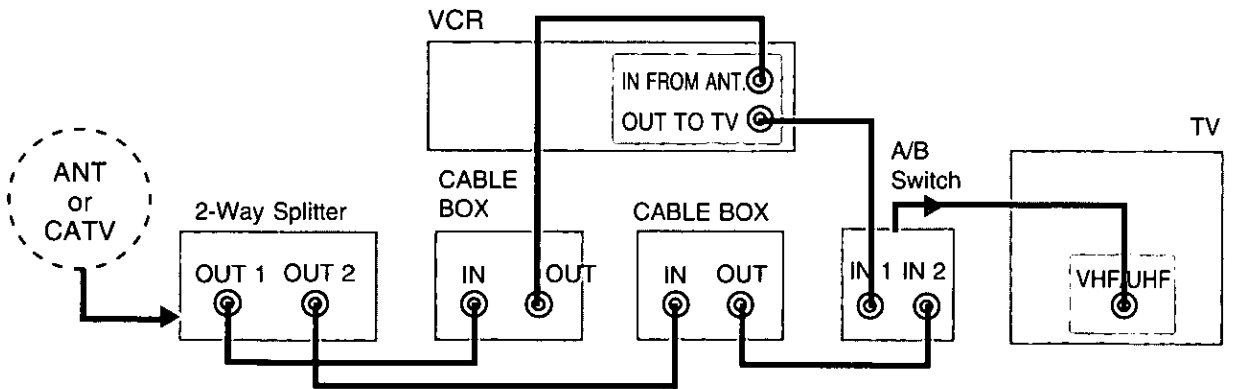 VCR
IN FROM ANT.
OUT TO TV
TV
A/B
Switch
ANT
or
CATV
2-Way Splitter
CABLE
BOX
CABLE BOX
OUT 1 OUT 2
IN OUT
IN OUT
IN 1 IN 2
VHF/UHF